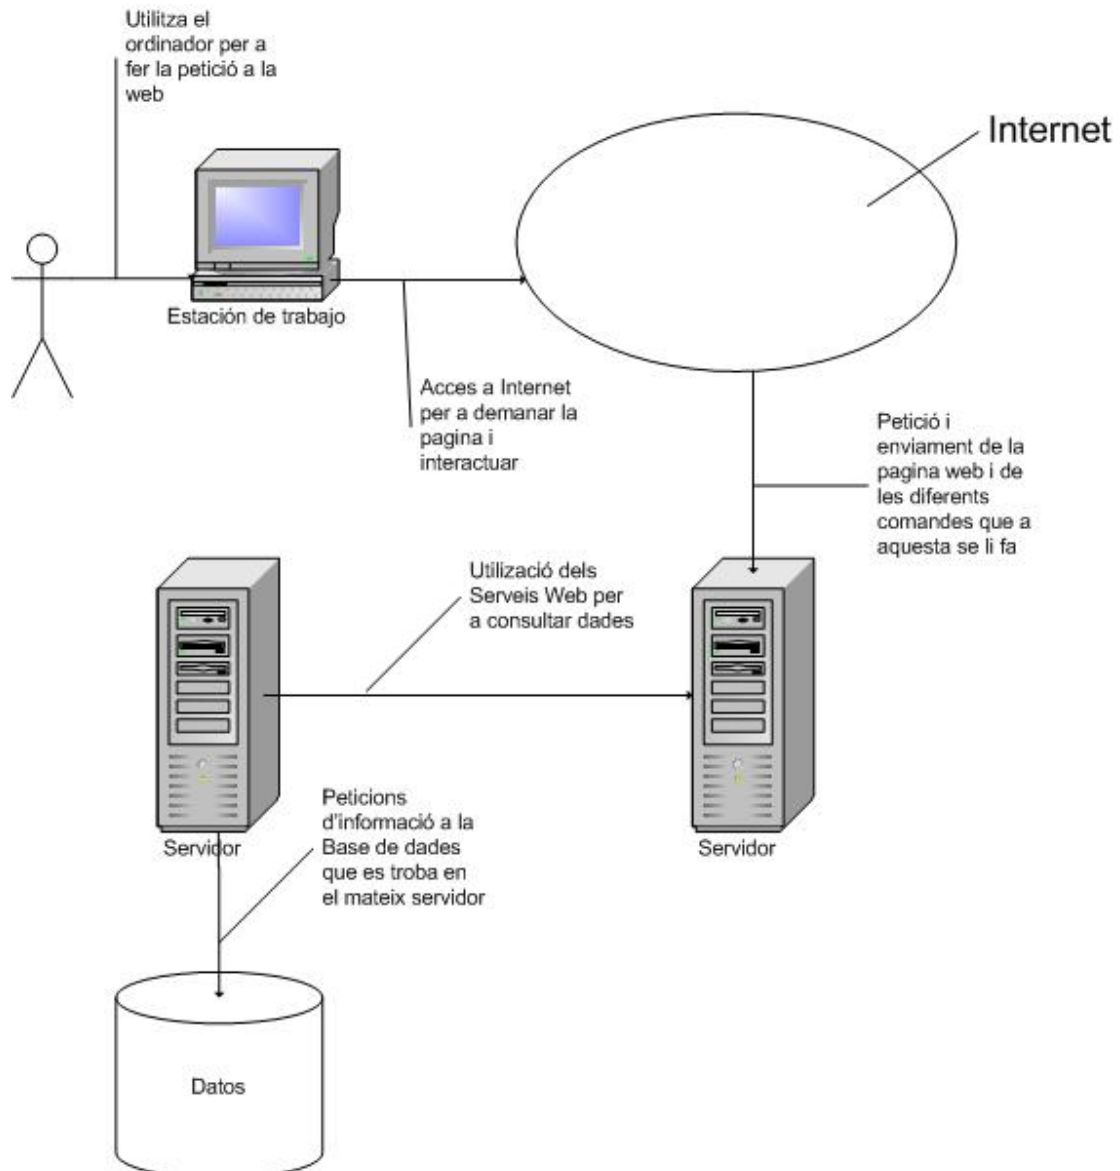 Utilitza el
ordinador per a
fer la petició a la
web
Internet
Estación de trabajo
Acces a Internet
per a demanar la
pagina i
interactuar
Petició i
enviament de la
pagina web i de
les diferents
comandes que a
aquesta se li fa
Utilizació dels
Serveis Web per
a consultar dades
Servidor
Servidor
Peticions
d'informació a la
Base de dades
que es troba en
el mateix servidor
Datos